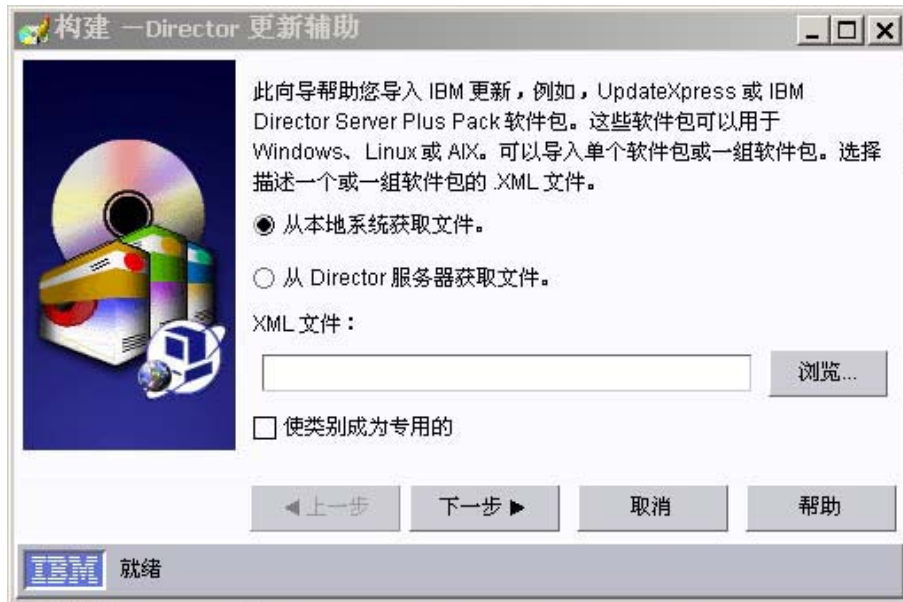 构建 －Director 更新辅助
此向导帮助您导入 IBM 更新，例如，UpdateXpress 或 IBM
Director Server Plus Pack 软件包。这些软件包可以用于
Windows、Linux 或 AIX。可以导入单个软件包或一组软件包。选择
描述一个或一组软件包的 .XML 文件。
从本地系统获取文件。
从 Director 服务器获取文件。
XML 文件：
浏览...
使类别成为专用的
上一步 下一步 取消 帮助
IBM 就绪